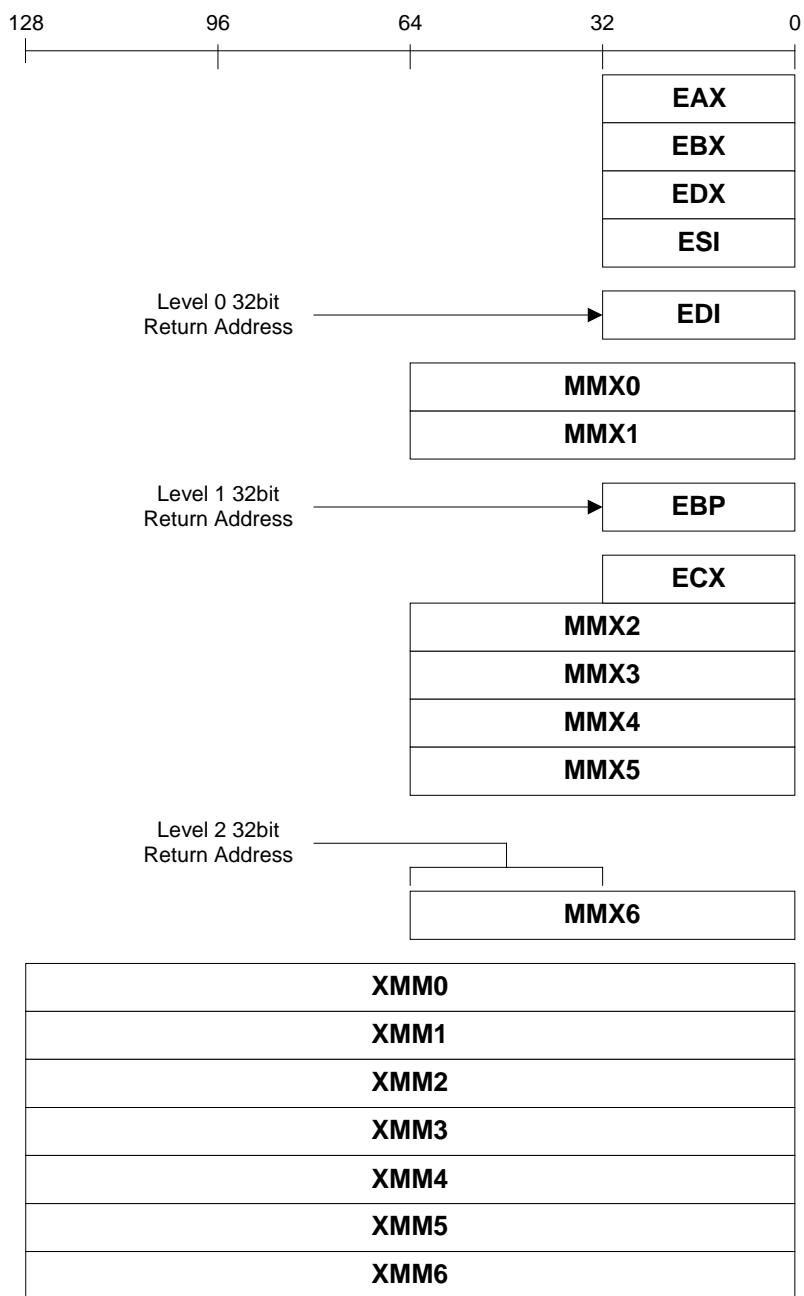 128 96 64 32 0
EAX
EBX
EDX
ESI
Level 0 32bit
Return Address
EDI
MMX0
MMX1
Level 1 32bit
Return Address
EBP
ECX
MMX2
MMX3
MMX4
MMX5
Level 2 32bit
Return Address
MMX6
XMM0
XMM1
XMM2
XMM3
XMM4
XMM5
XMM6